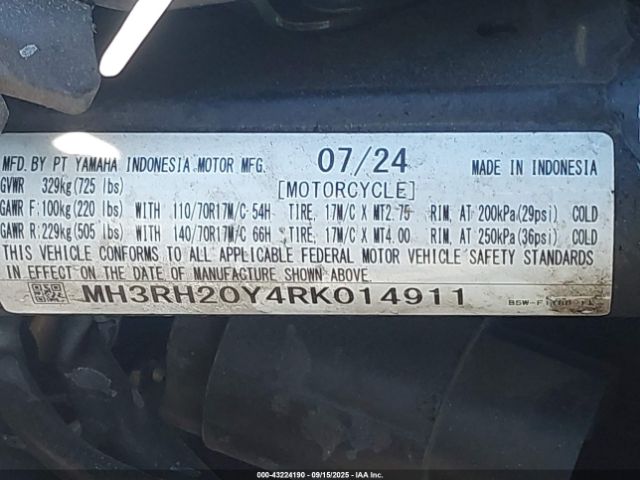 MFD. BY PT YAMAHA INDONESIA MOTOR MFG. 07/24 MADE IN INDONESIA
GVWR 329kg(725 lbs) [MOTORCYCLE]
GAWR F:100kg(220 lbs) WITH 110/70R17M/C 54H TIRE, 17M/C X MT2.75 RIM, AT 200kPa(29psi) COLD
GAWR R:229kg(505 lbs) WITH 140/70R17M/C 66H TIRE, 17M/C X MT4.00 RIM, AT 250kPa(36psi) COLD
THIS VEHICLE CONFORMS TO ALL APPLICABLE FEDERAL MOTOR VEHICLE SAFETY STANDARDS
IN EFFECT ON THE DATE OF MANUFACTURE SHOWN ABOVE.
MH3RH20Y4RK014911
000-43224190 - 09/15/2025 - IAA Inc.